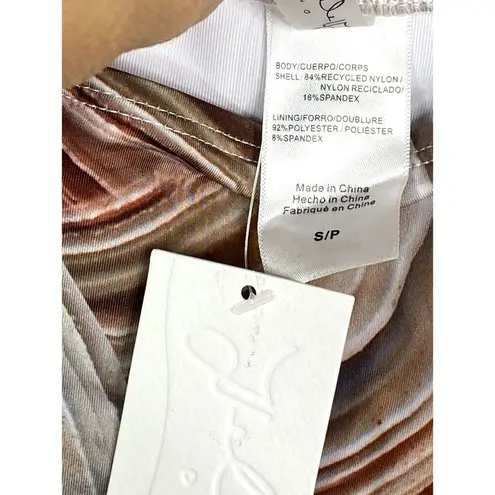 BODY/CUERPO/CORPS
SHELL: 84%RECYCLED NYLON/
NYLON RECICLADO/
16%SPANDEX
LINING/FORRO/DOUBLURE:
92%POLYESTER/POLIÉSTER
8%SPANDEX
Made in China
Hecho in China
Fabriqué en Chine
S/P